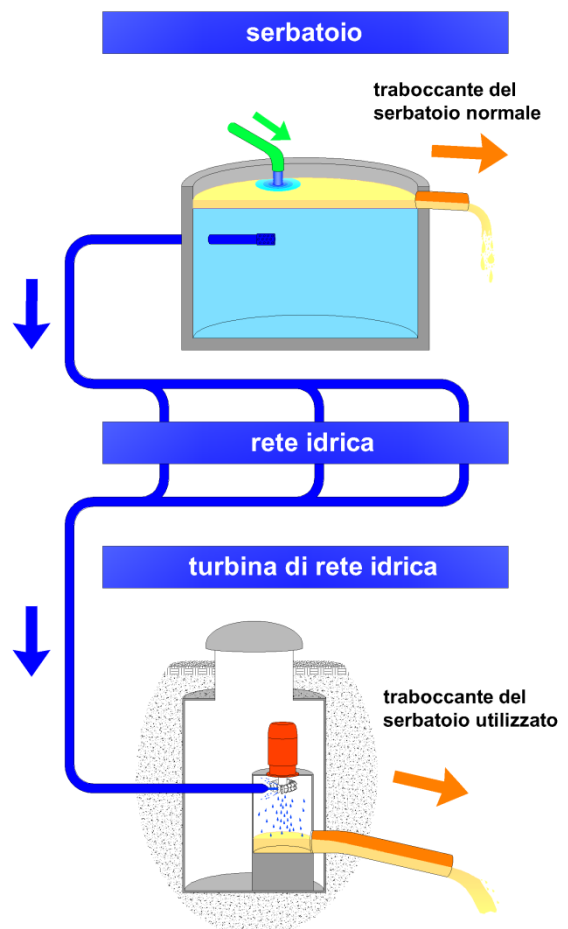 serbatoio
traboccante del
serbatoio normale
rete idrica
turbina di rete idrica
traboccante del
serbatoio utilizzato